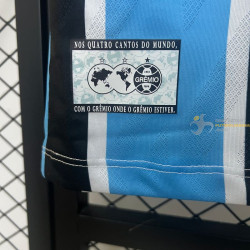 NOS QUATRO CANTOS DO MUNDO,
GRÊMIO
COM O GRÊMIO ONDE O GRÊMIO ESTIVER.